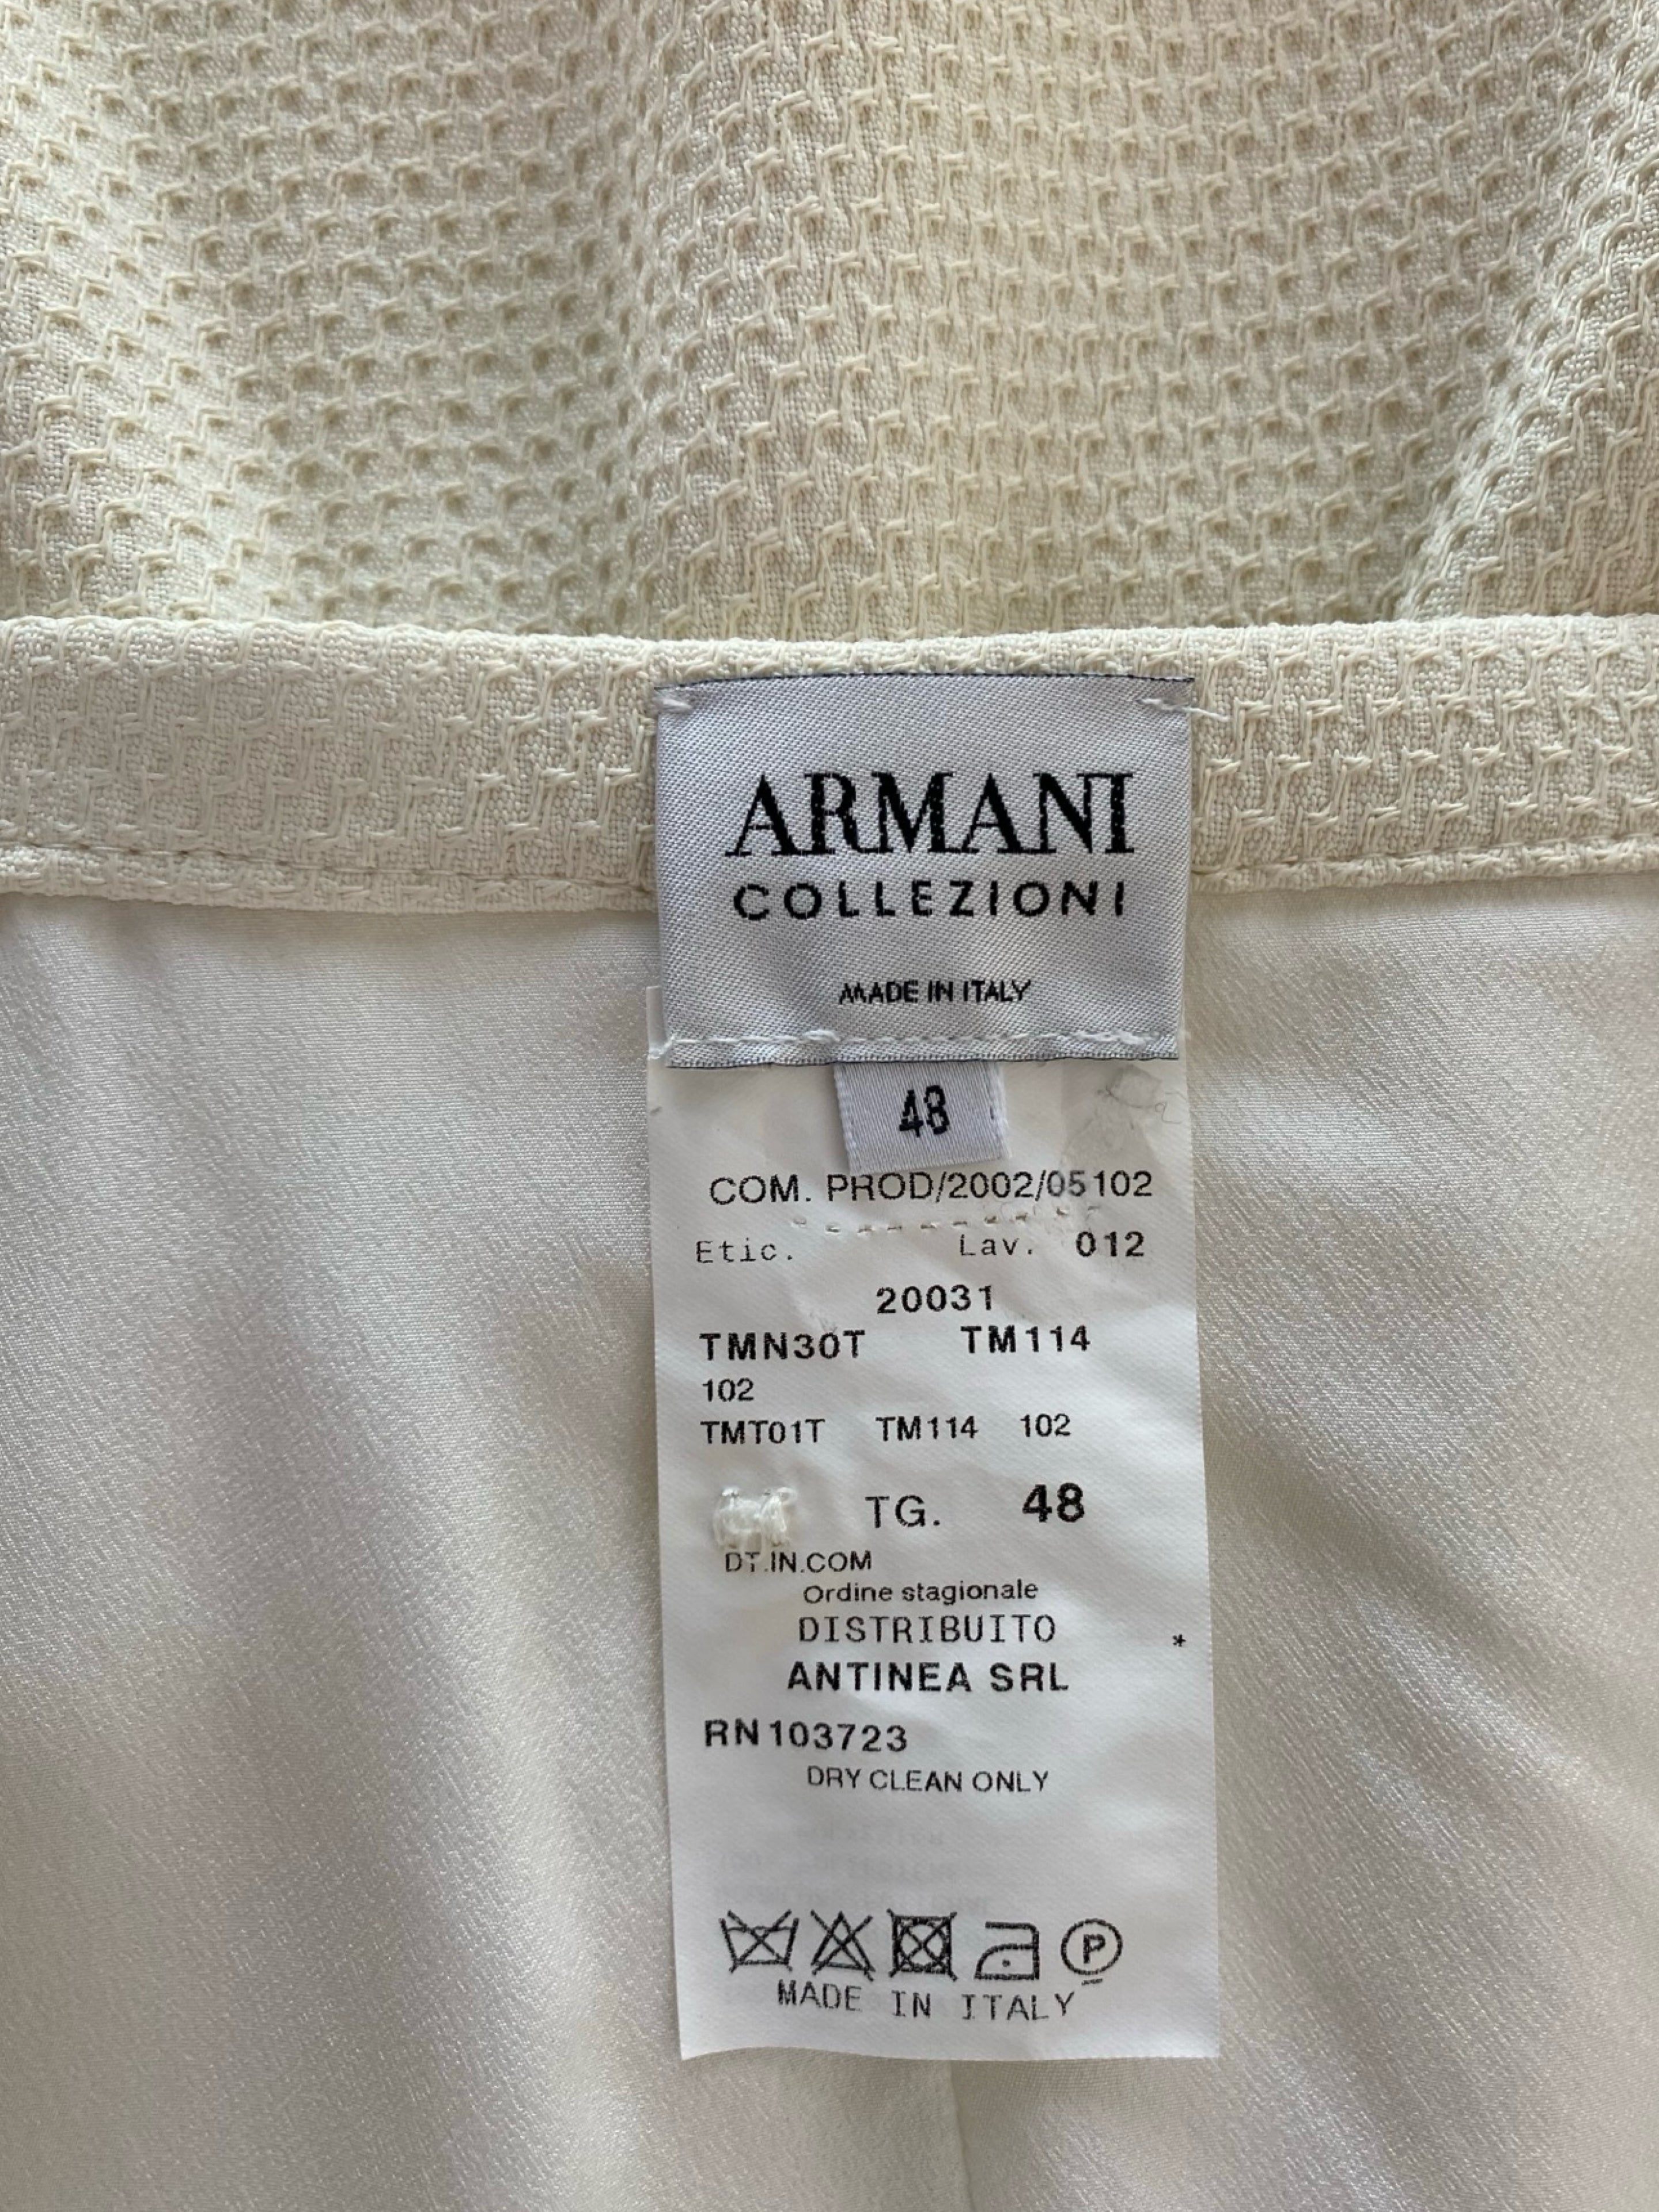 ARMANI
COLLEZIONI
MADE IN ITALY
48
COM. PROD/2002/05102
Etic. Lav. 012
20031
TMN30T TM114
102
TMT01T TM114 102
TG. 48
DT.IN.COM
Ordine stagionale
DISTRIBUITO *
ANTINEA SRL
RN103723
DRY CLEAN ONLY
P
MADE IN ITALY